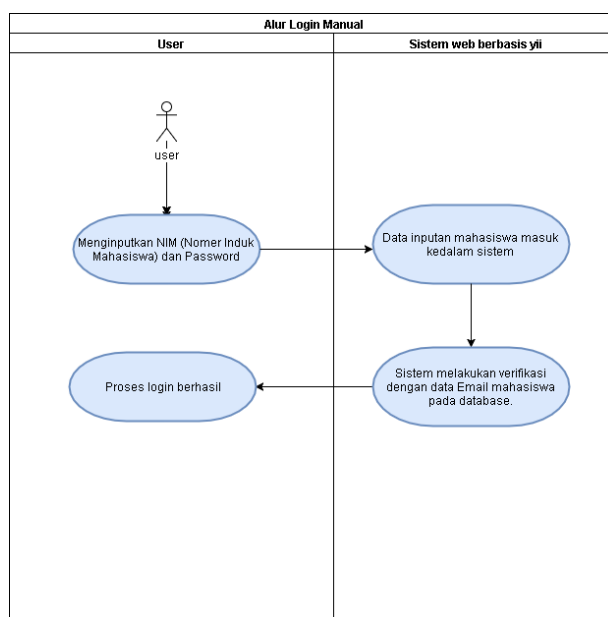 Alur Login Manual
User
Sistem web berbasis yii
user
Menginputkan NIM (Nomer Induk
Mahasiswa) dan Password
Data inputan mahasiswa masuk
kedalam sistem
Proses login berhasil
Sistem melakukan verifikasi
dengan data Email mahasiswa
pada database.